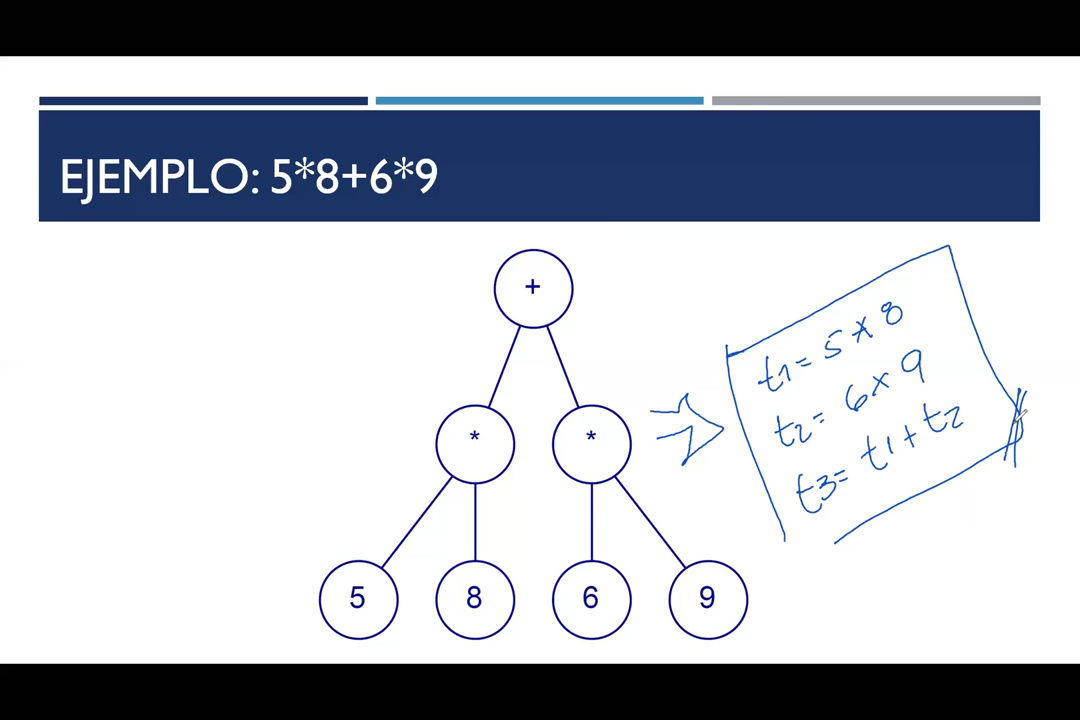 EJEMPLO: 5*8+6*9
+
* *
5 8 6 9
t1 = 5 * 8
t2 = 6 x 9
t3 = t1 + t2